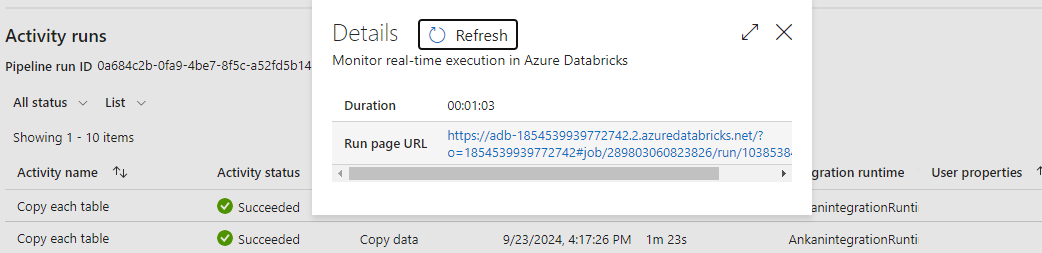 Details
Refresh
Monitor real-time execution in Azure Databricks
Duration 00:01:03
Run page URL https://adb-1854539939772742.2.azuredatabricks.net/?
o=1854539939772742#job/289803060823826/run/1038538
Activity runs
Pipeline run ID 0a684c2b-0fa9-4be7-8f5c-a52fd5b14
All status List
Showing 1 - 10 items
Activity name Activity status gration runtime User properties
Copy each table Succeeded ankanintegrationRunti
Copy each table Succeeded Copy data 9/23/2024, 4:17:26 PM 1m 23s AnkanintegrationRunti